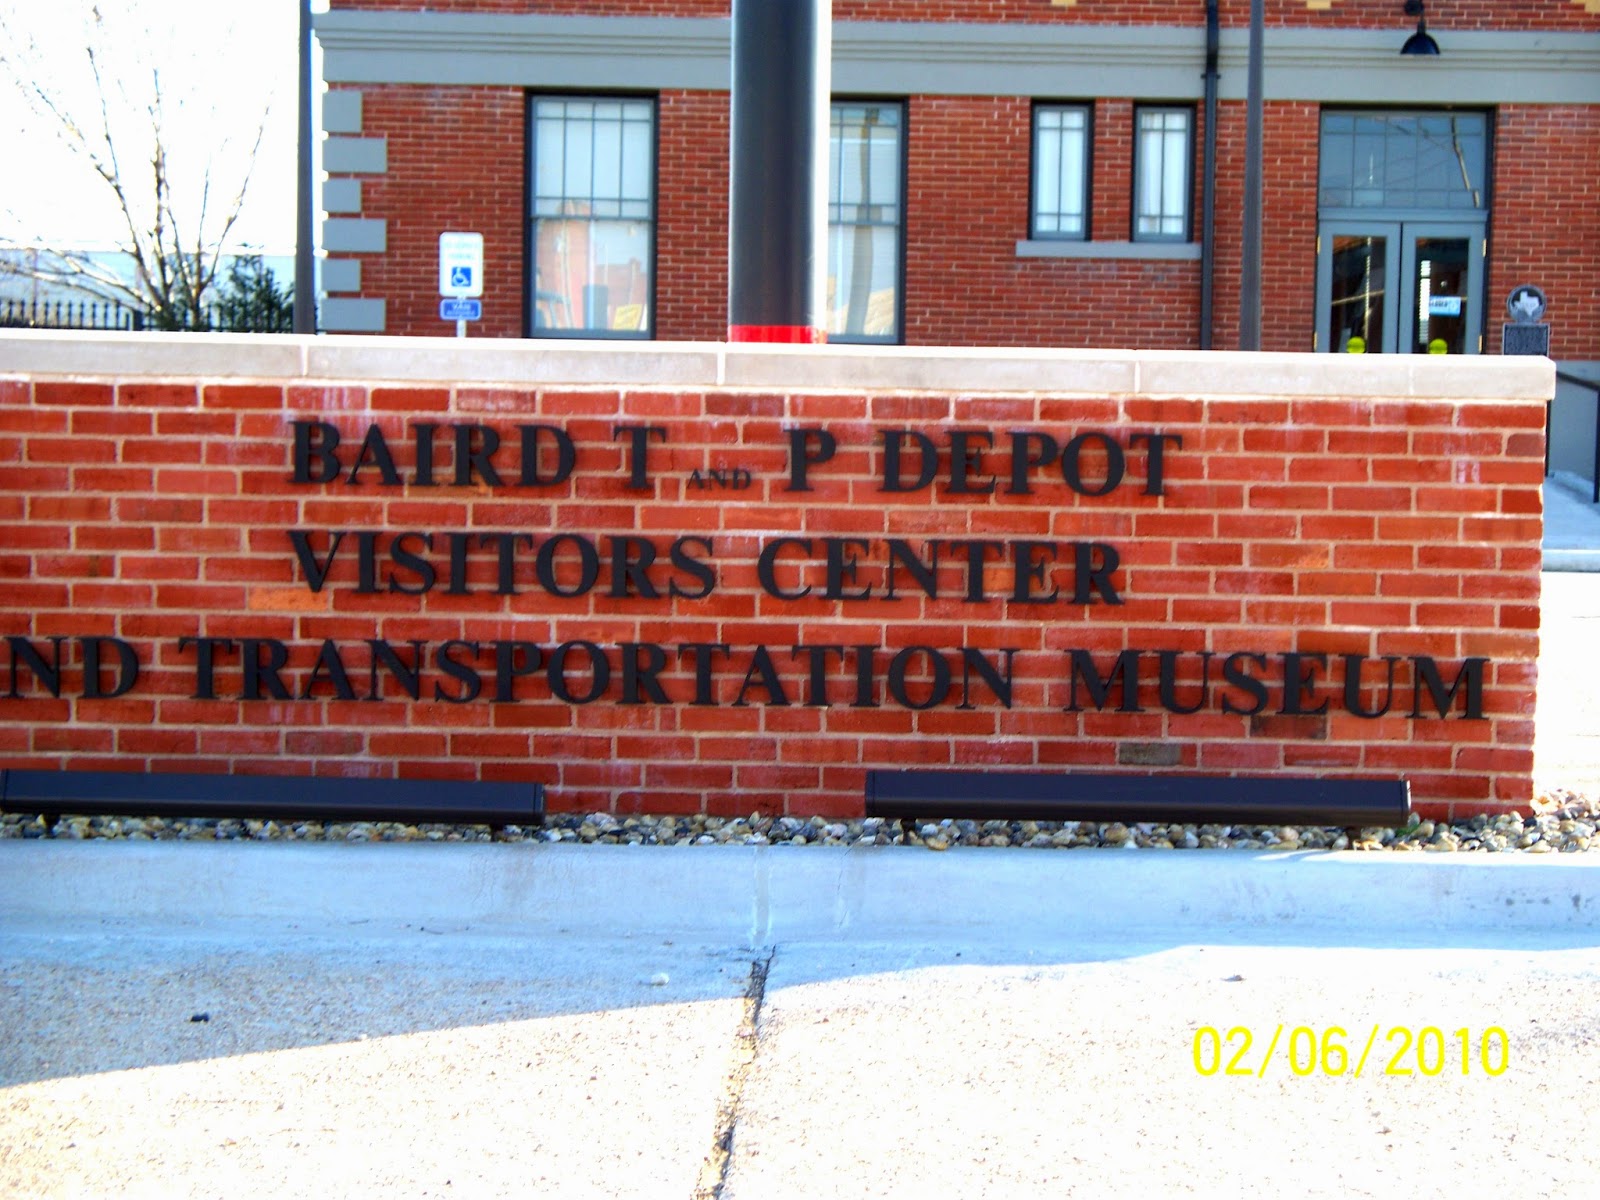 BAIRD T AND P DEPOT
VISITORS CENTER
ND TRANSPORTATION MUSEUM
02/06/2010